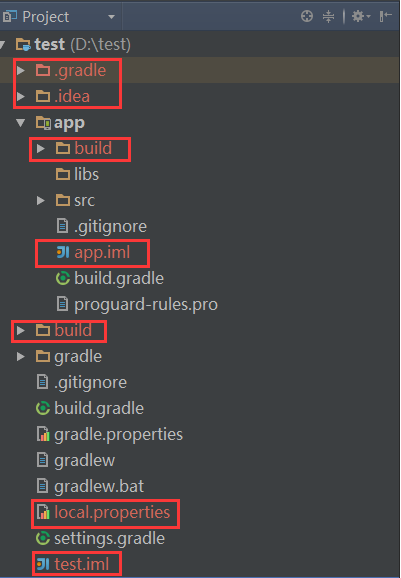 Project
test (D:\test)
.gradle
.idea
app
build
libs
src
.gitignore
app.iml
build.gradle
proguard-rules.pro
build
gradle
.gitignore
build.gradle
gradle.properties
gradlew
gradlew.bat
local.properties
settings.gradle
test.iml